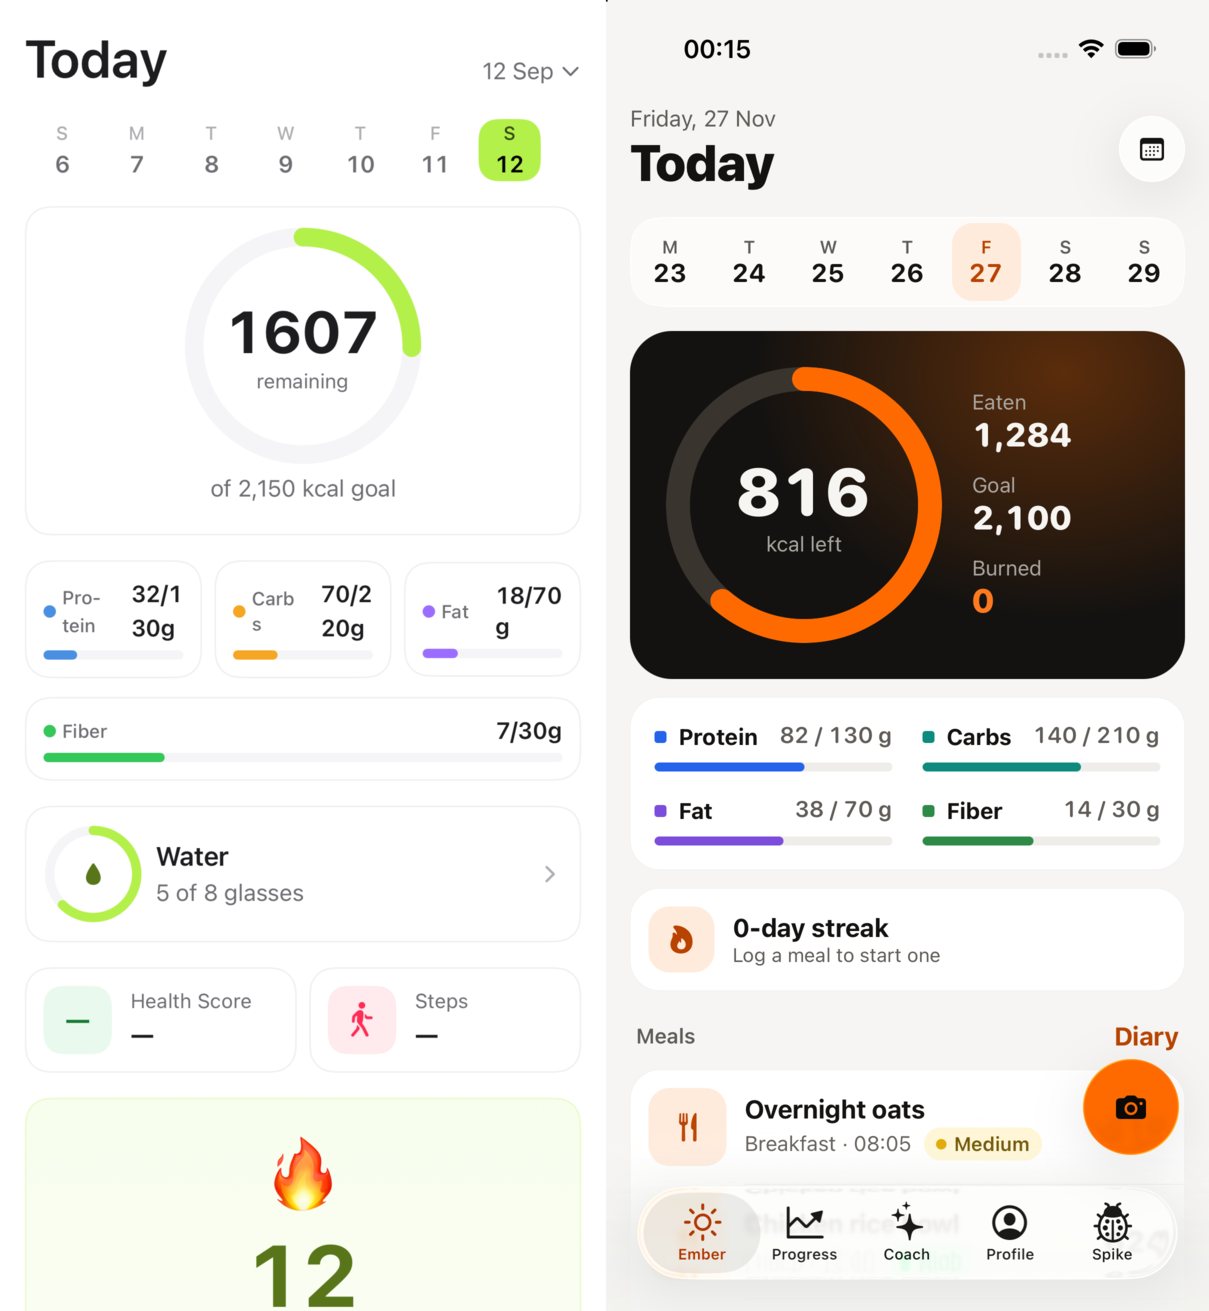 Today
12 Sep
S M T W T F S
6 7 8 9 10 11 12
1607
remaining
of 2,150 kcal goal
Pro-
tein
32/1
30g
Carb
s
70/2
20g
Fat
18/70
g
Fiber 7/30g
Water
5 of 8 glasses
Health Score
—
Steps
—
12
00:15
Friday, 27 Nov
Today
M T W T F S S
23 24 25 26 27 28 29
816
kcal left
Eaten
1,284
Goal
2,100
Burned
0
Protein 82 / 130 g
Carbs 140 / 210 g
Fat 38 / 70 g
Fiber 14 / 30 g
0-day streak
Log a meal to start one
Meals Diary
Overnight oats
Breakfast · 08:05 Medium
Chicken rice bowl
Ember Progress Coach Profile Spike